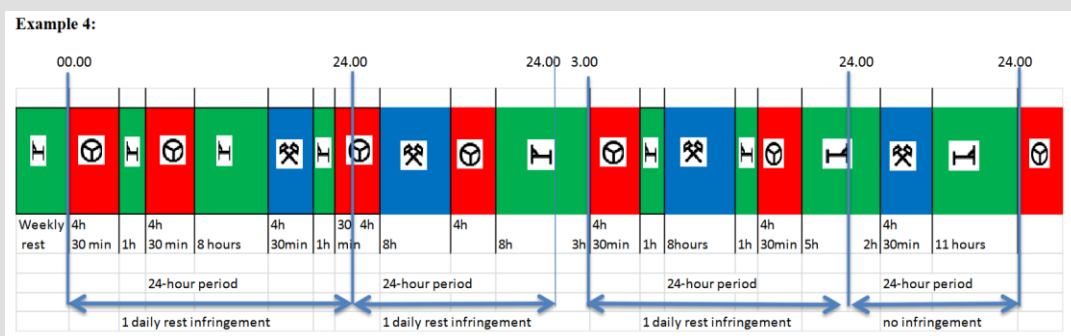 Example 4:
00.00 24.00 24.00 3.00 24.00 24.00
Weekly 4h 4h 4h 30 4h 4h 4h 4h 4h
rest 30 min 1h 30 min 8 hours 30min 1h min 8h 8h 3h 30min 1h 8hours 1h 30min 5h 2h 30min 11 hours
24-hour period 24-hour period 24-hour period 24-hour period
1 daily rest infringement 1 daily rest infringement 1 daily rest infringement no infringement